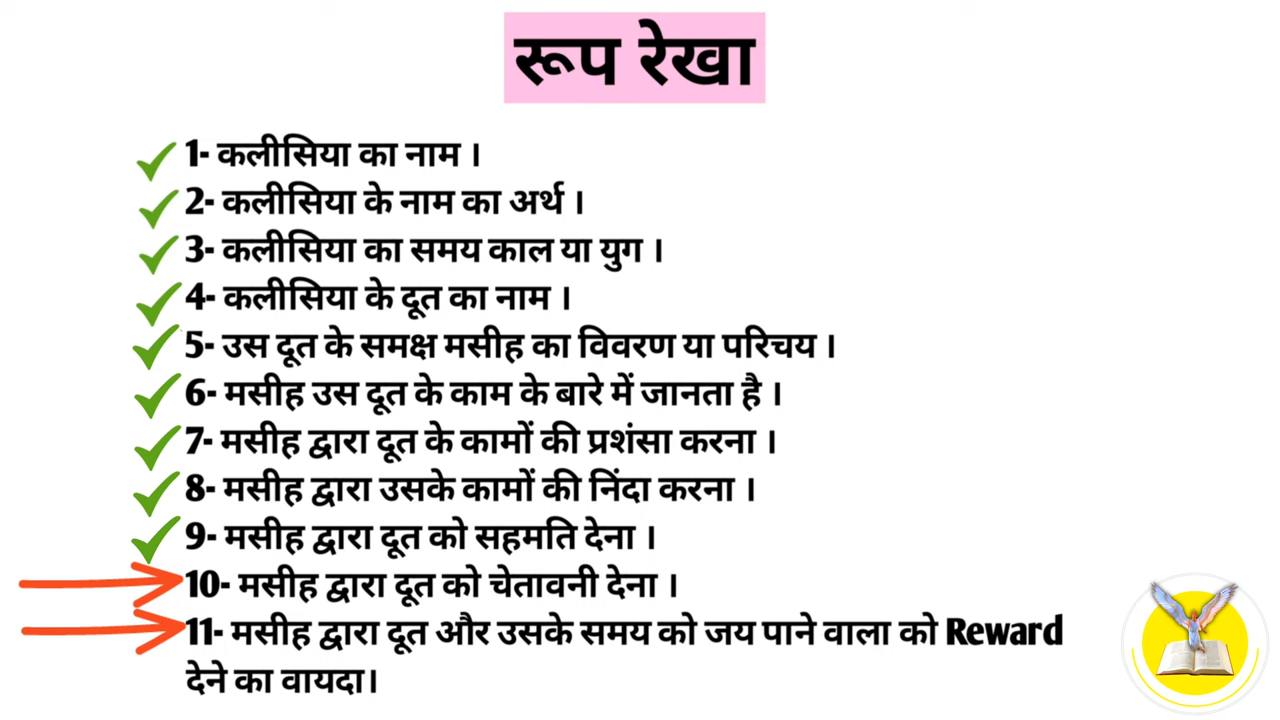 रूप रेखा
1- कलीसिया का नाम ।
2- कलीसिया के नाम का अर्थ ।
3- कलीसिया का समय काल या युग ।
4- कलीसिया के दूत का नाम ।
5- उस दूत के समक्ष मसीह का विवरण या परिचय ।
6- मसीह उस दूत के काम के बारे में जानता है ।
7- मसीह द्वारा दूत के कामों की प्रशंसा करना ।
8- मसीह द्वारा उसके कामों की निंदा करना ।
9- मसीह द्वारा दूत को सहमति देना ।
10- मसीह द्वारा दूत को चेतावनी देना ।
11- मसीह द्वारा दूत और उसके समय को जय पाने वाला को Reward
देने का वायदा।